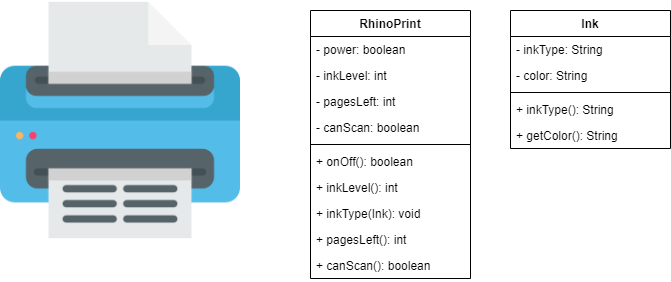 RhinoPrint
- power: boolean
- inkLevel: int
- pagesLeft: int
- canScan: boolean
+ onOff(): boolean
+ inkLevel(): int
+ inkType(Ink): void
+ pagesLeft(): int
+ canScan(): boolean
Ink
- inkType: String
- color: String
+ inkType(): String
+ getColor(): String